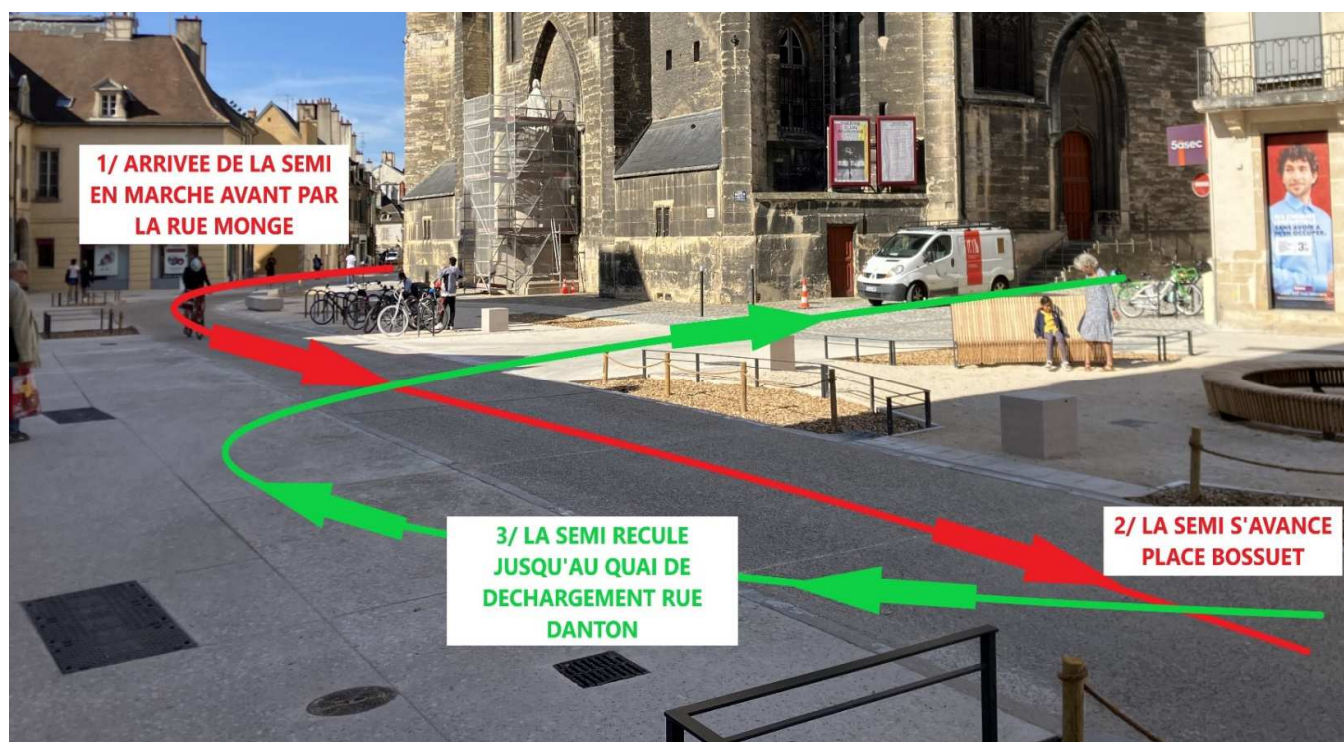 1/ ARRIVEE DE LA SEMI
EN MARCHE AVANT PAR
LA RUE MONGE
5asec
3/ LA SEMI RECULE
JUSQU'AU QUAI DE
DECHARGEMENT RUE
DANTON
2/ LA SEMI S'AVANCE
PLACE BOSSUET